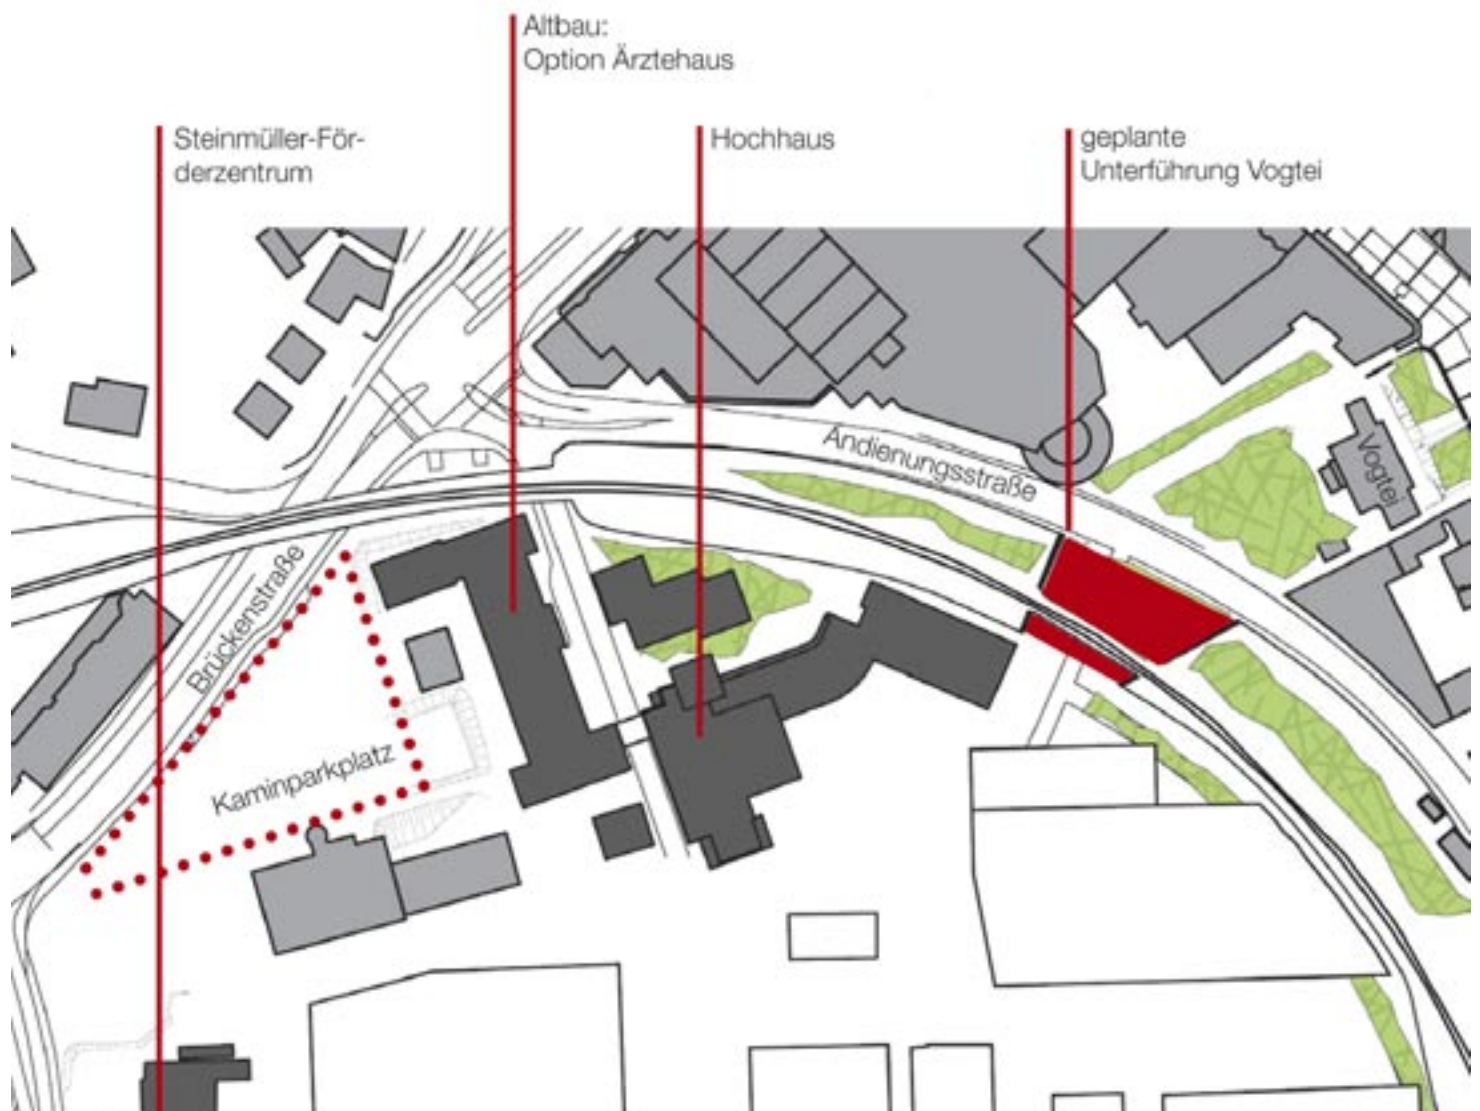 Altbau:
Option Ärztehaus
Steinmüller-För-
derzentrum
Hochhaus
geplante
Unterführung Vogtei
Andienungsstraße
Vogtei
Brückenstraße
Kaminparkplatz